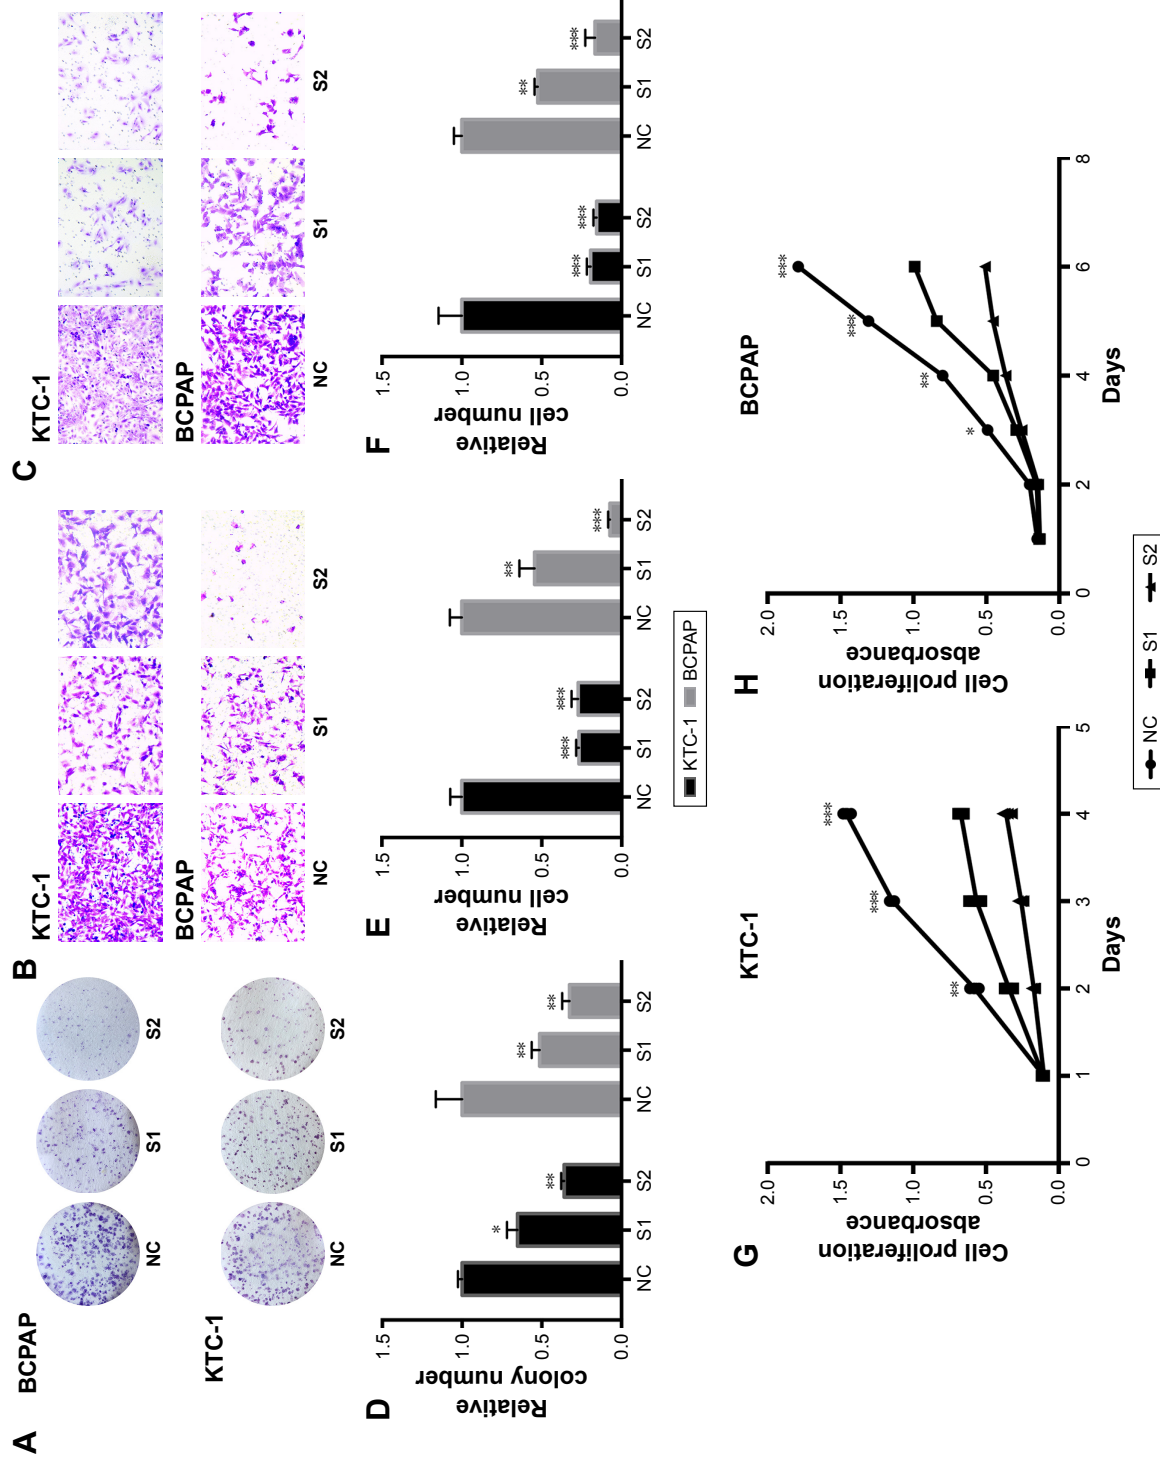 A
BCPAP
NC
S1
S2
KTC-1
NC
S1
S2
B
KTC-1
BCPAP
NC
S1
S2
C
KTC-1
BCPAP
NC
S1
S2
D
Relative
colony number
1.5
1.0
0.5
0.0
*
**
**
**
NC
S1
S2
NC
S1
S2
E
Relative
cell number
1.5
1.0
0.5
0.0
***
***
**
***
NC
S1
S2
NC
S1
S2
F
Relative
cell number
1.5
1.0
0.5
0.0
***
***
**
***
NC
S1
S2
NC
S1
S2
KTC-1
BCPAP
G
KTC-1
Cell proliferation
absorbance
2.0
1.5
1.0
0.5
0.0
**
***
***
0
1
2
3
4
5
Days
H
BCPAP
Cell proliferation
absorbance
2.0
1.5
1.0
0.5
0.0
*
**
***
***
0
2
4
6
8
Days
NC
S1
S2